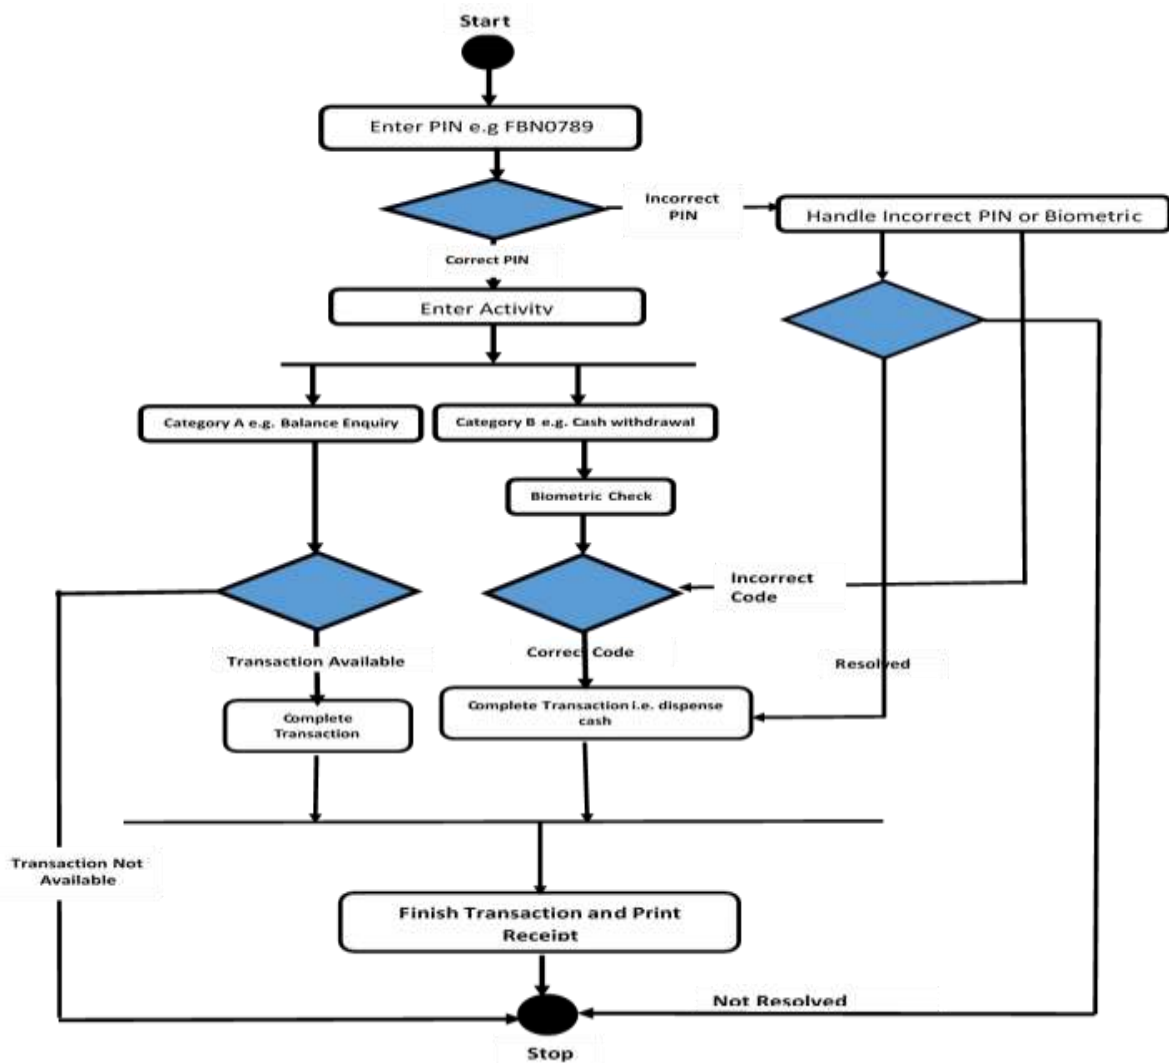 Start
Enter PIN e.g FBN0789
Incorrect
PIN
Handle Incorrect PIN or Biometric
Correct PIN
Enter Activity
Category A e.g. Balance Enquiry
Category B e.g. Cash withdrawal
Biometric Check
Incorrect
Code
Transaction Available
Correct Code
Resolved
Complete
Transaction
Complete Transaction i.e. dispense
cash
Transaction Not
Available
Finish Transaction and Print
Receipt
Not Resolved
Stop